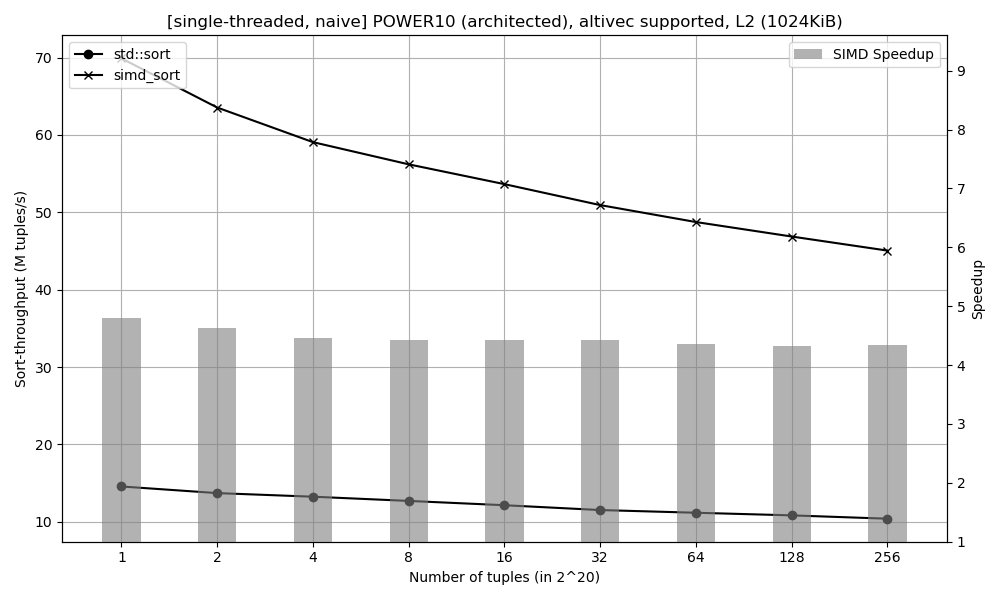 [single-threaded, naive] POWER10 (architected), altivec supported, L2 (1024KiB)
std::sort
simd_sort
SIMD Speedup
Sort-throughput (M tuples/s)
70
60
50
40
30
20
10
9
8
7
6
5
4
3
2
1
Speedup
1 2 4 8 16 32 64 128 256
Number of tuples (in 2^20)